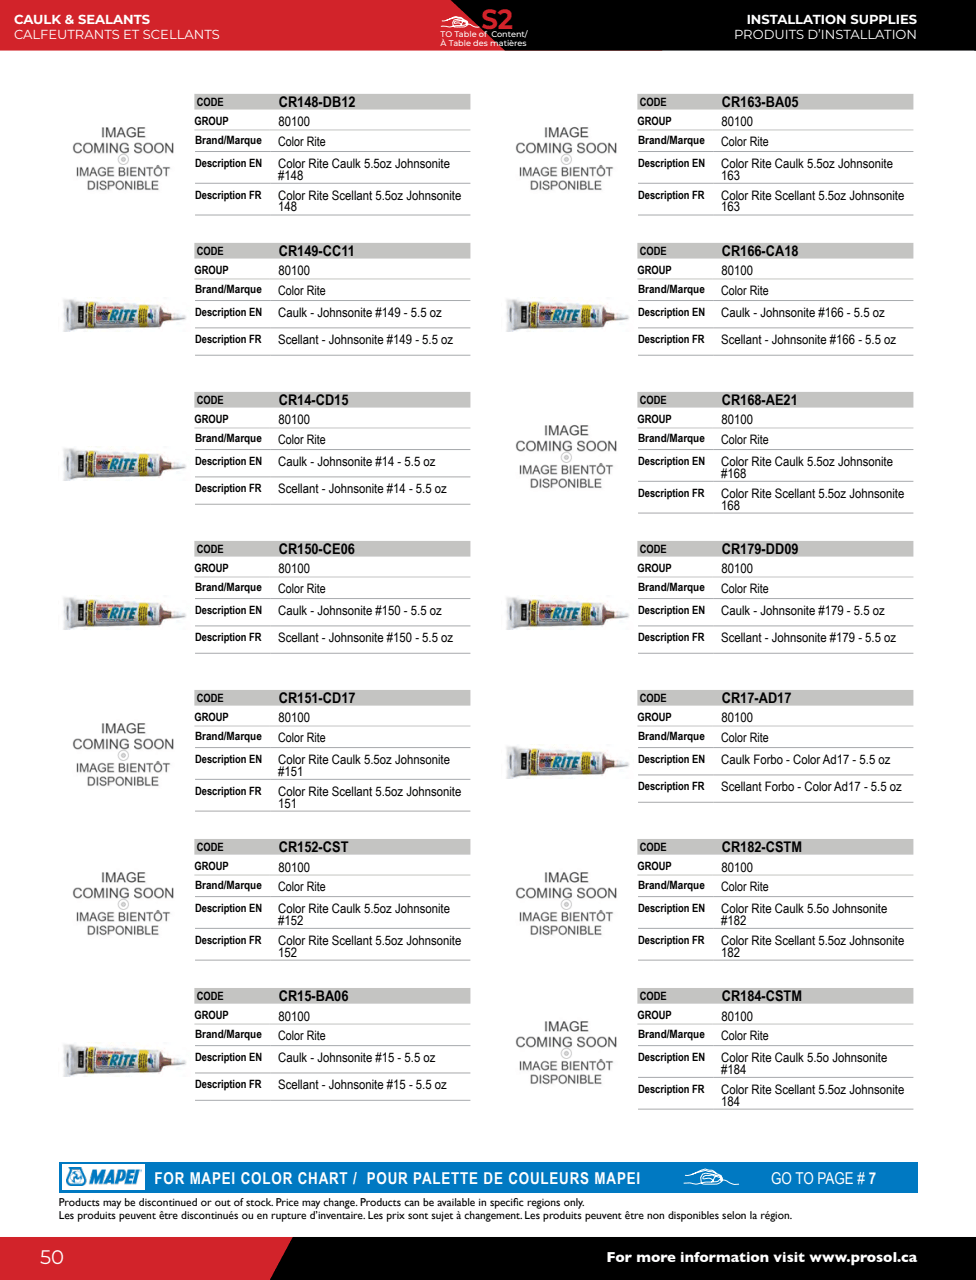 CAULK & SEALANTS
CALFEUTRANTS ET SCELLANTS
S2
TO Table of Content/
À Table des matières
INSTALLATION SUPPLIES
PRODUITS D'INSTALLATION
IMAGE
COMING SOON
IMAGE BIENTÔT
DISPONIBLE
CODE CR148-DB12
GROUP 80100
Brand/Marque Color Rite
Description EN Color Rite Caulk 5.5oz Johnsonite
#148
Description FR Color Rite Scellant 5.5oz Johnsonite
148
RITE
CODE CR149-CC11
GROUP 80100
Brand/Marque Color Rite
Description EN Caulk - Johnsonite #149 - 5.5 oz
Description FR Scellant - Johnsonite #149 - 5.5 oz
RITE
CODE CR14-CD15
GROUP 80100
Brand/Marque Color Rite
Description EN Caulk - Johnsonite #14 - 5.5 oz
Description FR Scellant - Johnsonite #14 - 5.5 oz
RITE
CODE CR150-CE06
GROUP 80100
Brand/Marque Color Rite
Description EN Caulk - Johnsonite #150 - 5.5 oz
Description FR Scellant - Johnsonite #150 - 5.5 oz
IMAGE
COMING SOON
IMAGE BIENTÔT
DISPONIBLE
CODE CR151-CD17
GROUP 80100
Brand/Marque Color Rite
Description EN Color Rite Caulk 5.5oz Johnsonite
#151
Description FR Color Rite Scellant 5.5oz Johnsonite
151
IMAGE
COMING SOON
IMAGE BIENTÔT
DISPONIBLE
CODE CR152-CST
GROUP 80100
Brand/Marque Color Rite
Description EN Color Rite Caulk 5.5oz Johnsonite
#152
Description FR Color Rite Scellant 5.5oz Johnsonite
152
RITE
CODE CR15-BA06
GROUP 80100
Brand/Marque Color Rite
Description EN Caulk - Johnsonite #15 - 5.5 oz
Description FR Scellant - Johnsonite #15 - 5.5 oz
IMAGE
COMING SOON
IMAGE BIENTÔT
DISPONIBLE
CODE CR163-BA05
GROUP 80100
Brand/Marque Color Rite
Description EN Color Rite Caulk 5.5oz Johnsonite
163
Description FR Color Rite Scellant 5.5oz Johnsonite
163
RITE
CODE CR166-CA18
GROUP 80100
Brand/Marque Color Rite
Description EN Caulk - Johnsonite #166 - 5.5 oz
Description FR Scellant - Johnsonite #166 - 5.5 oz
IMAGE
COMING SOON
IMAGE BIENTÔT
DISPONIBLE
CODE CR168-AE21
GROUP 80100
Brand/Marque Color Rite
Description EN Color Rite Caulk 5.5oz Johnsonite
#168
Description FR Color Rite Scellant 5.5oz Johnsonite
168
RITE
CODE CR179-DD09
GROUP 80100
Brand/Marque Color Rite
Description EN Caulk - Johnsonite #179 - 5.5 oz
Description FR Scellant - Johnsonite #179 - 5.5 oz
RITE
CODE CR17-AD17
GROUP 80100
Brand/Marque Color Rite
Description EN Caulk Forbo - Color Ad17 - 5.5 oz
Description FR Scellant Forbo - Color Ad17 - 5.5 oz
IMAGE
COMING SOON
IMAGE BIENTÔT
DISPONIBLE
CODE CR182-CSTM
GROUP 80100
Brand/Marque Color Rite
Description EN Color Rite Caulk 5.5o Johnsonite
#182
Description FR Color Rite Scellant 5.5oz Johnsonite
182
IMAGE
COMING SOON
IMAGE BIENTÔT
DISPONIBLE
CODE CR184-CSTM
GROUP 80100
Brand/Marque Color Rite
Description EN Color Rite Caulk 5.5o Johnsonite
#184
Description FR Color Rite Scellant 5.5oz Johnsonite
184
MAPEI FOR MAPEI COLOR CHART / POUR PALETTE DE COULEURS MAPEI GO TO PAGE # 7
Products may be discontinued or out of stock. Price may change. Products can be available in specific regions only.
Les produits peuvent être discontinués ou en rupture d'inventaire. Les prix sont sujet à changement. Les produits peuvent être non disponibles selon la région.
50
For more information visit www.prosol.ca